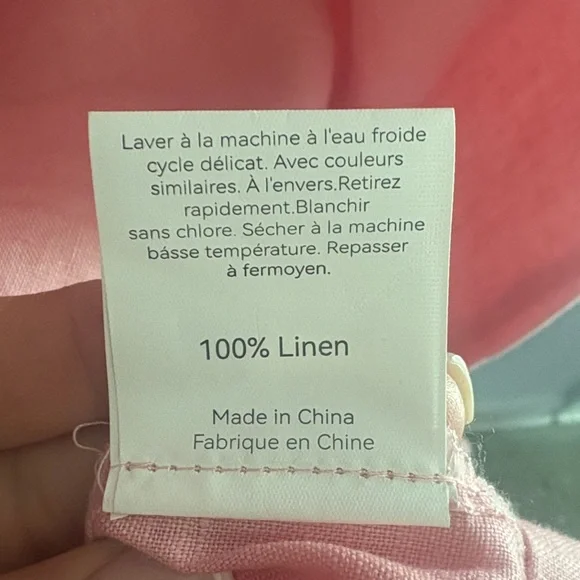 Laver à la machine à l'eau froide
cycle délicat. Avec couleurs
similaires. À l'envers.Retirez
rapidement.Blanchir
sans chlore. Sécher à la machine
básse température. Repasser
à fermoyen.
100% Linen
Made in China
Fabrique en Chine